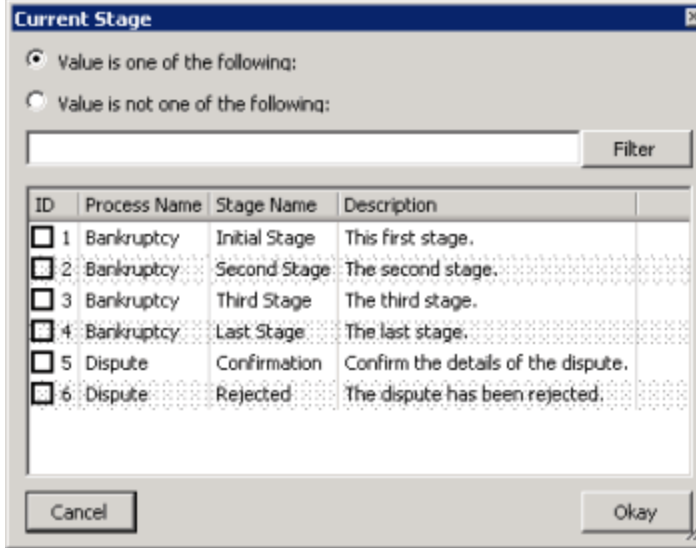 Current Stage
Value is one of the following:
Value is not one of the following:
Filter
ID Process Name Stage Name Description
1 Bankruptcy Initial Stage This first stage.
2 Bankruptcy Second Stage The second stage.
3 Bankruptcy Third Stage The third stage.
4 Bankruptcy Last Stage The last stage.
5 Dispute Confirmation Confirm the details of the dispute.
6 Dispute Rejected The dispute has been rejected.
Cancel Okay